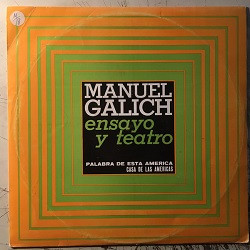 MANUEL
GALICH
ensayo
y teatro
PALABRA DE ESTA AMERICA
CASA DE LAS AMERICAS